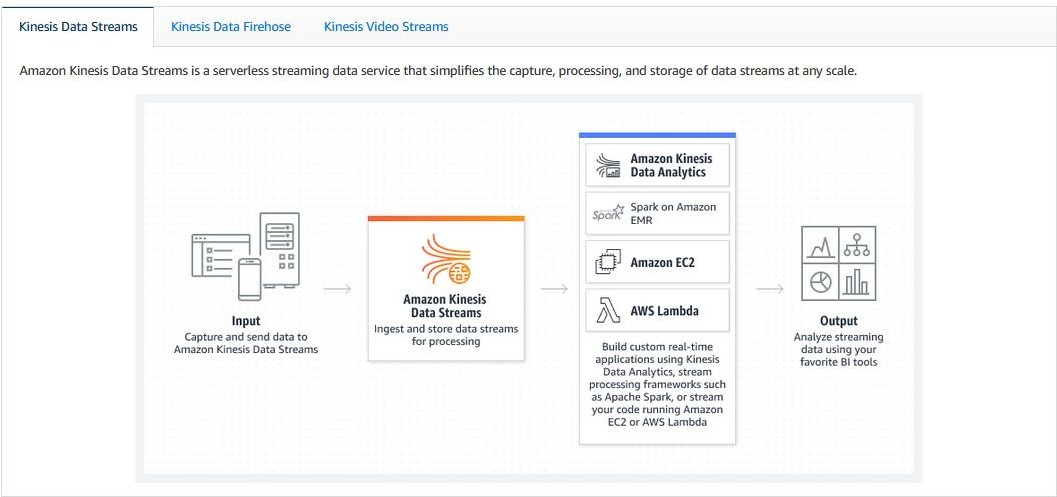 Kinesis Data Streams
Kinesis Data Firehose
Kinesis Video Streams
Amazon Kinesis Data Streams is a serverless streaming data service that simplifies the capture, processing, and storage of data streams at any scale.
Input
Capture and send data to
Amazon Kinesis Data Streams
Amazon Kinesis
Data Streams
Ingest and store data streams
for processing
Amazon Kinesis
Data Analytics
Spark
Spark on Amazon
EMR
Amazon EC2
AWS Lambda
Build custom real-time
applications using Kinesis
Data Analytics, stream
processing frameworks such
as Apache Spark, or stream
your code running Amazon
EC2 or AWS Lambda
Output
Analyze streaming
data using your
favorite BI tools